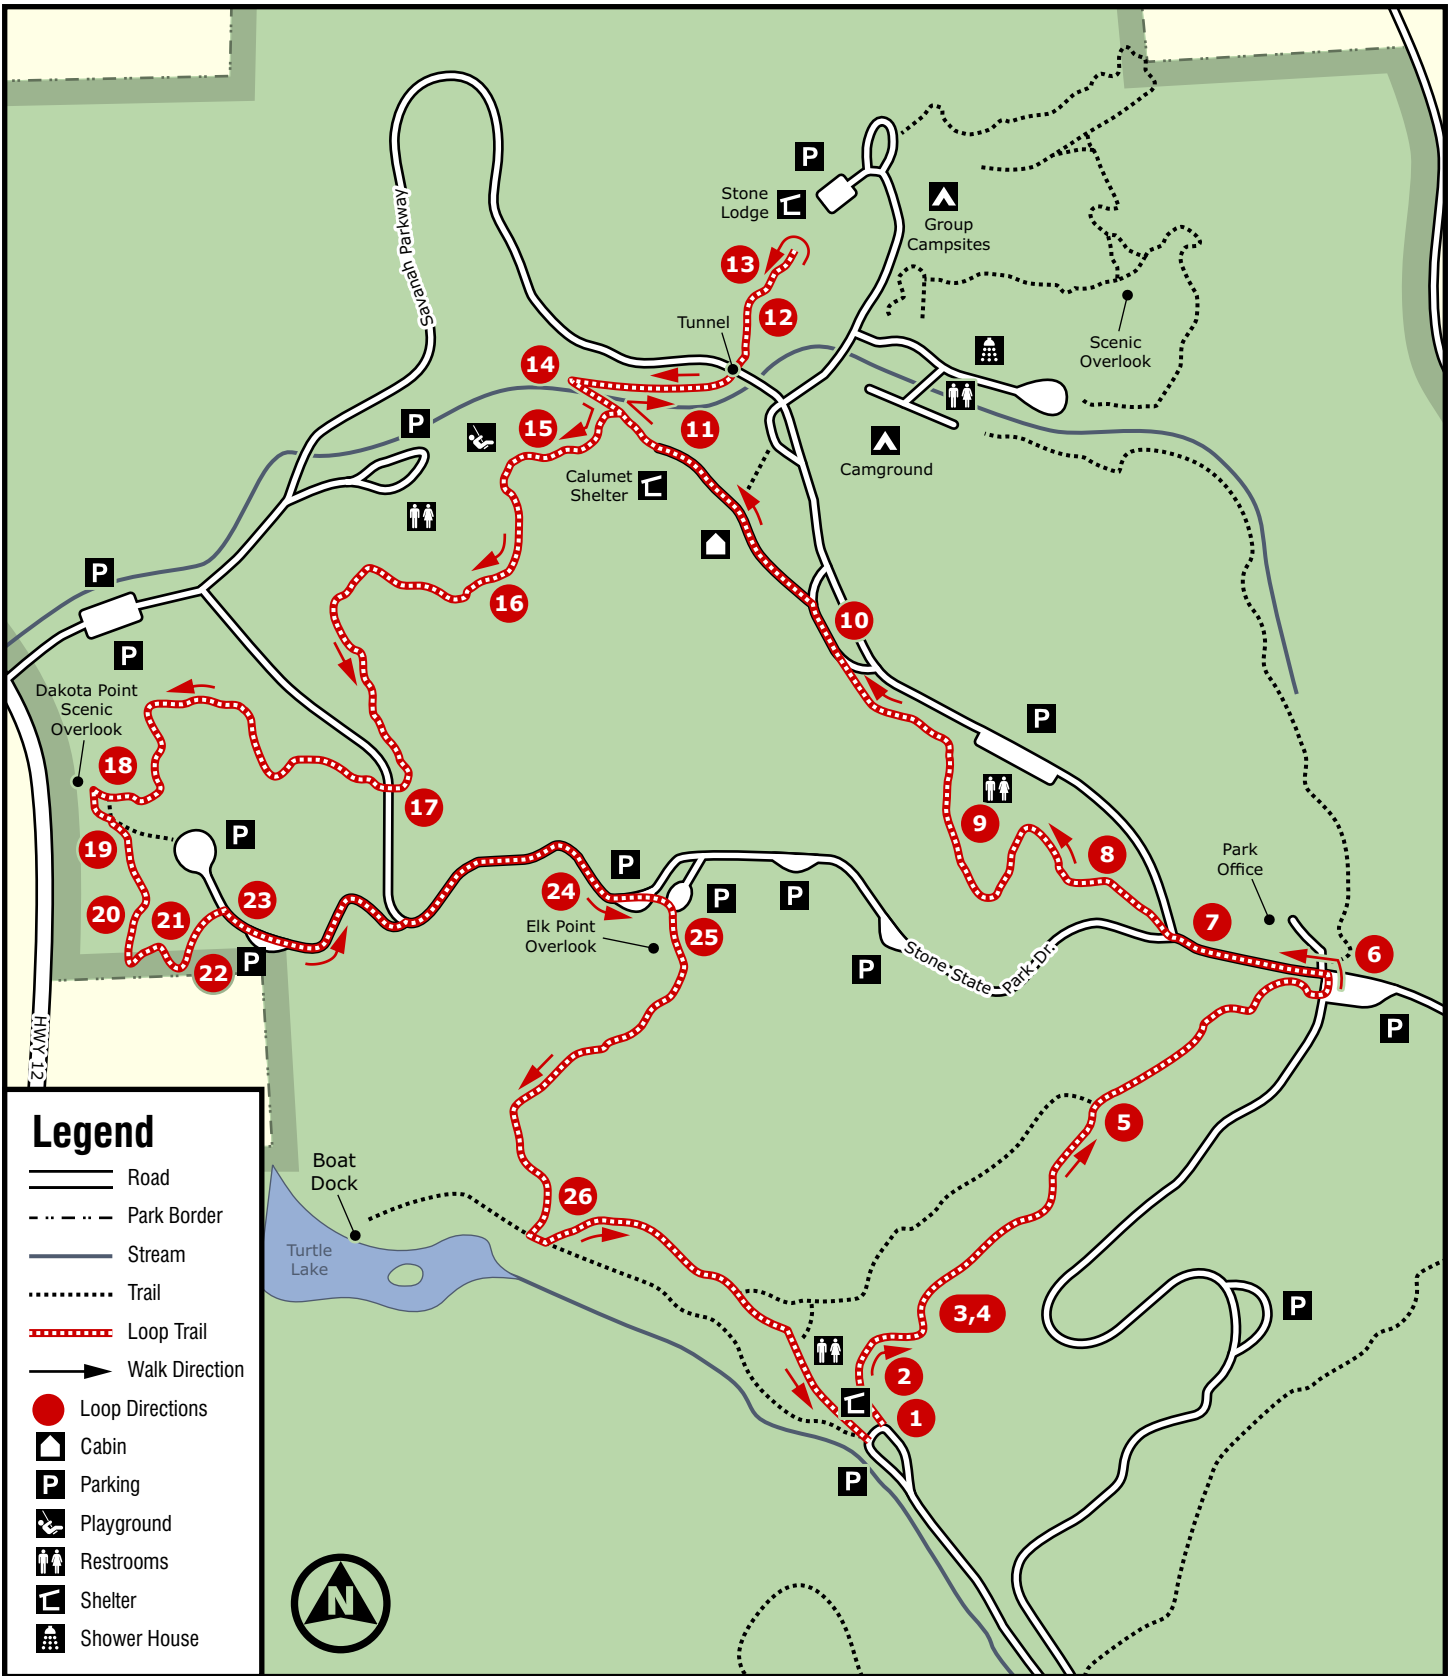 P
Stone
Lodge
Group
Campsites
Savanah Parkway
13
12
Tunnel
Scenic
Overlook
14
P
15
11
Camground
Calumet
Shelter
P
16
10
P
Dakota Point
Scenic
Overlook
P
18
17
9
8
Park
Office
19
P
P
24
P
P
23
20
21
Elk Point
Overlook
25
7
22
P
P
Stone State Park Dr.
6
P
HWY 12
5
Legend
Road
Park Border
Stream
Trail
Loop Trail
Walk Direction
Loop Directions
Cabin
P
Parking
Playground
Restrooms
Shelter
Shower House
Boat
Dock
26
Turtle
Lake
3,4
P
2
1
P
N